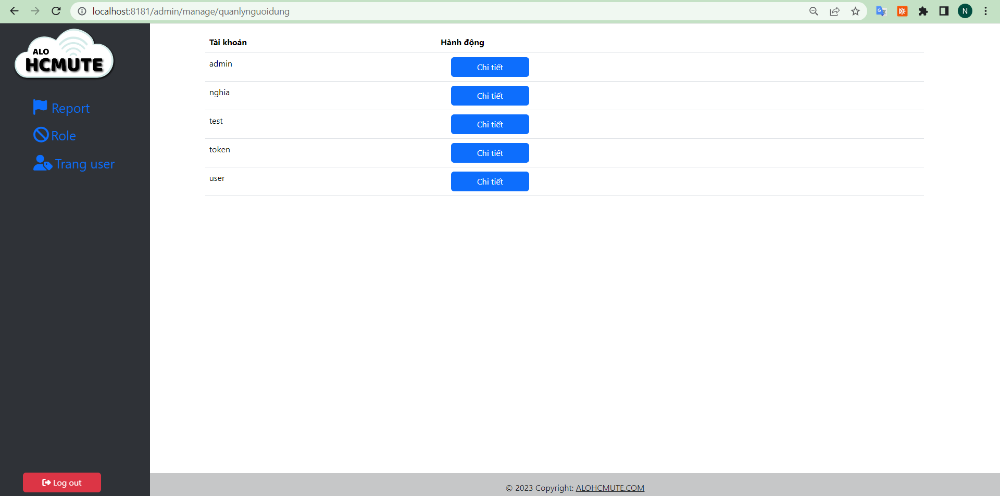 localhost:8181/admin/manage/quanlynguoidung
N
ALO
HCMUTE
Report
Role
Trang user
Log out
Tài khoản Hành động
admin Chi tiết
nghia Chi tiết
test Chi tiết
token Chi tiết
user Chi tiết
© 2023 Copyright: ALOHCMUTE.COM